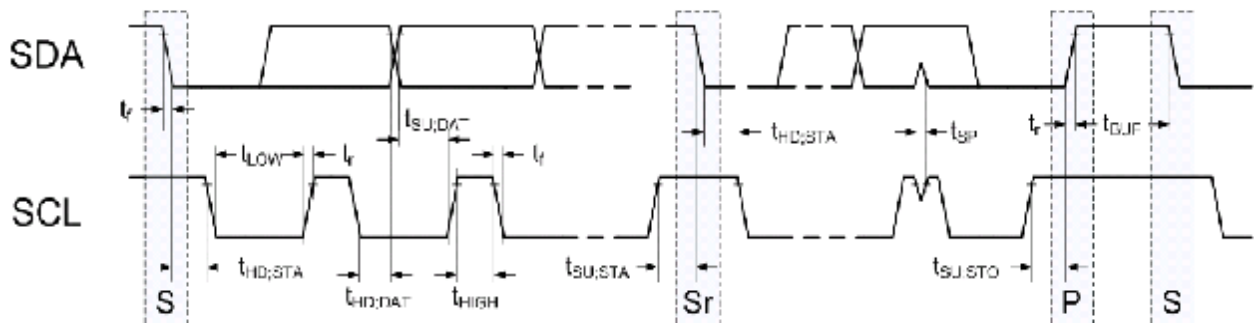 SDA
tf
tSU;DAT
tHD;STA
tSP
tr
tBUF
tLOW
tr
tf
SCL
tHD;STA
tSU;STA
tSU;STO
tHD;DAT
tHIGH
S
Sr
P
S